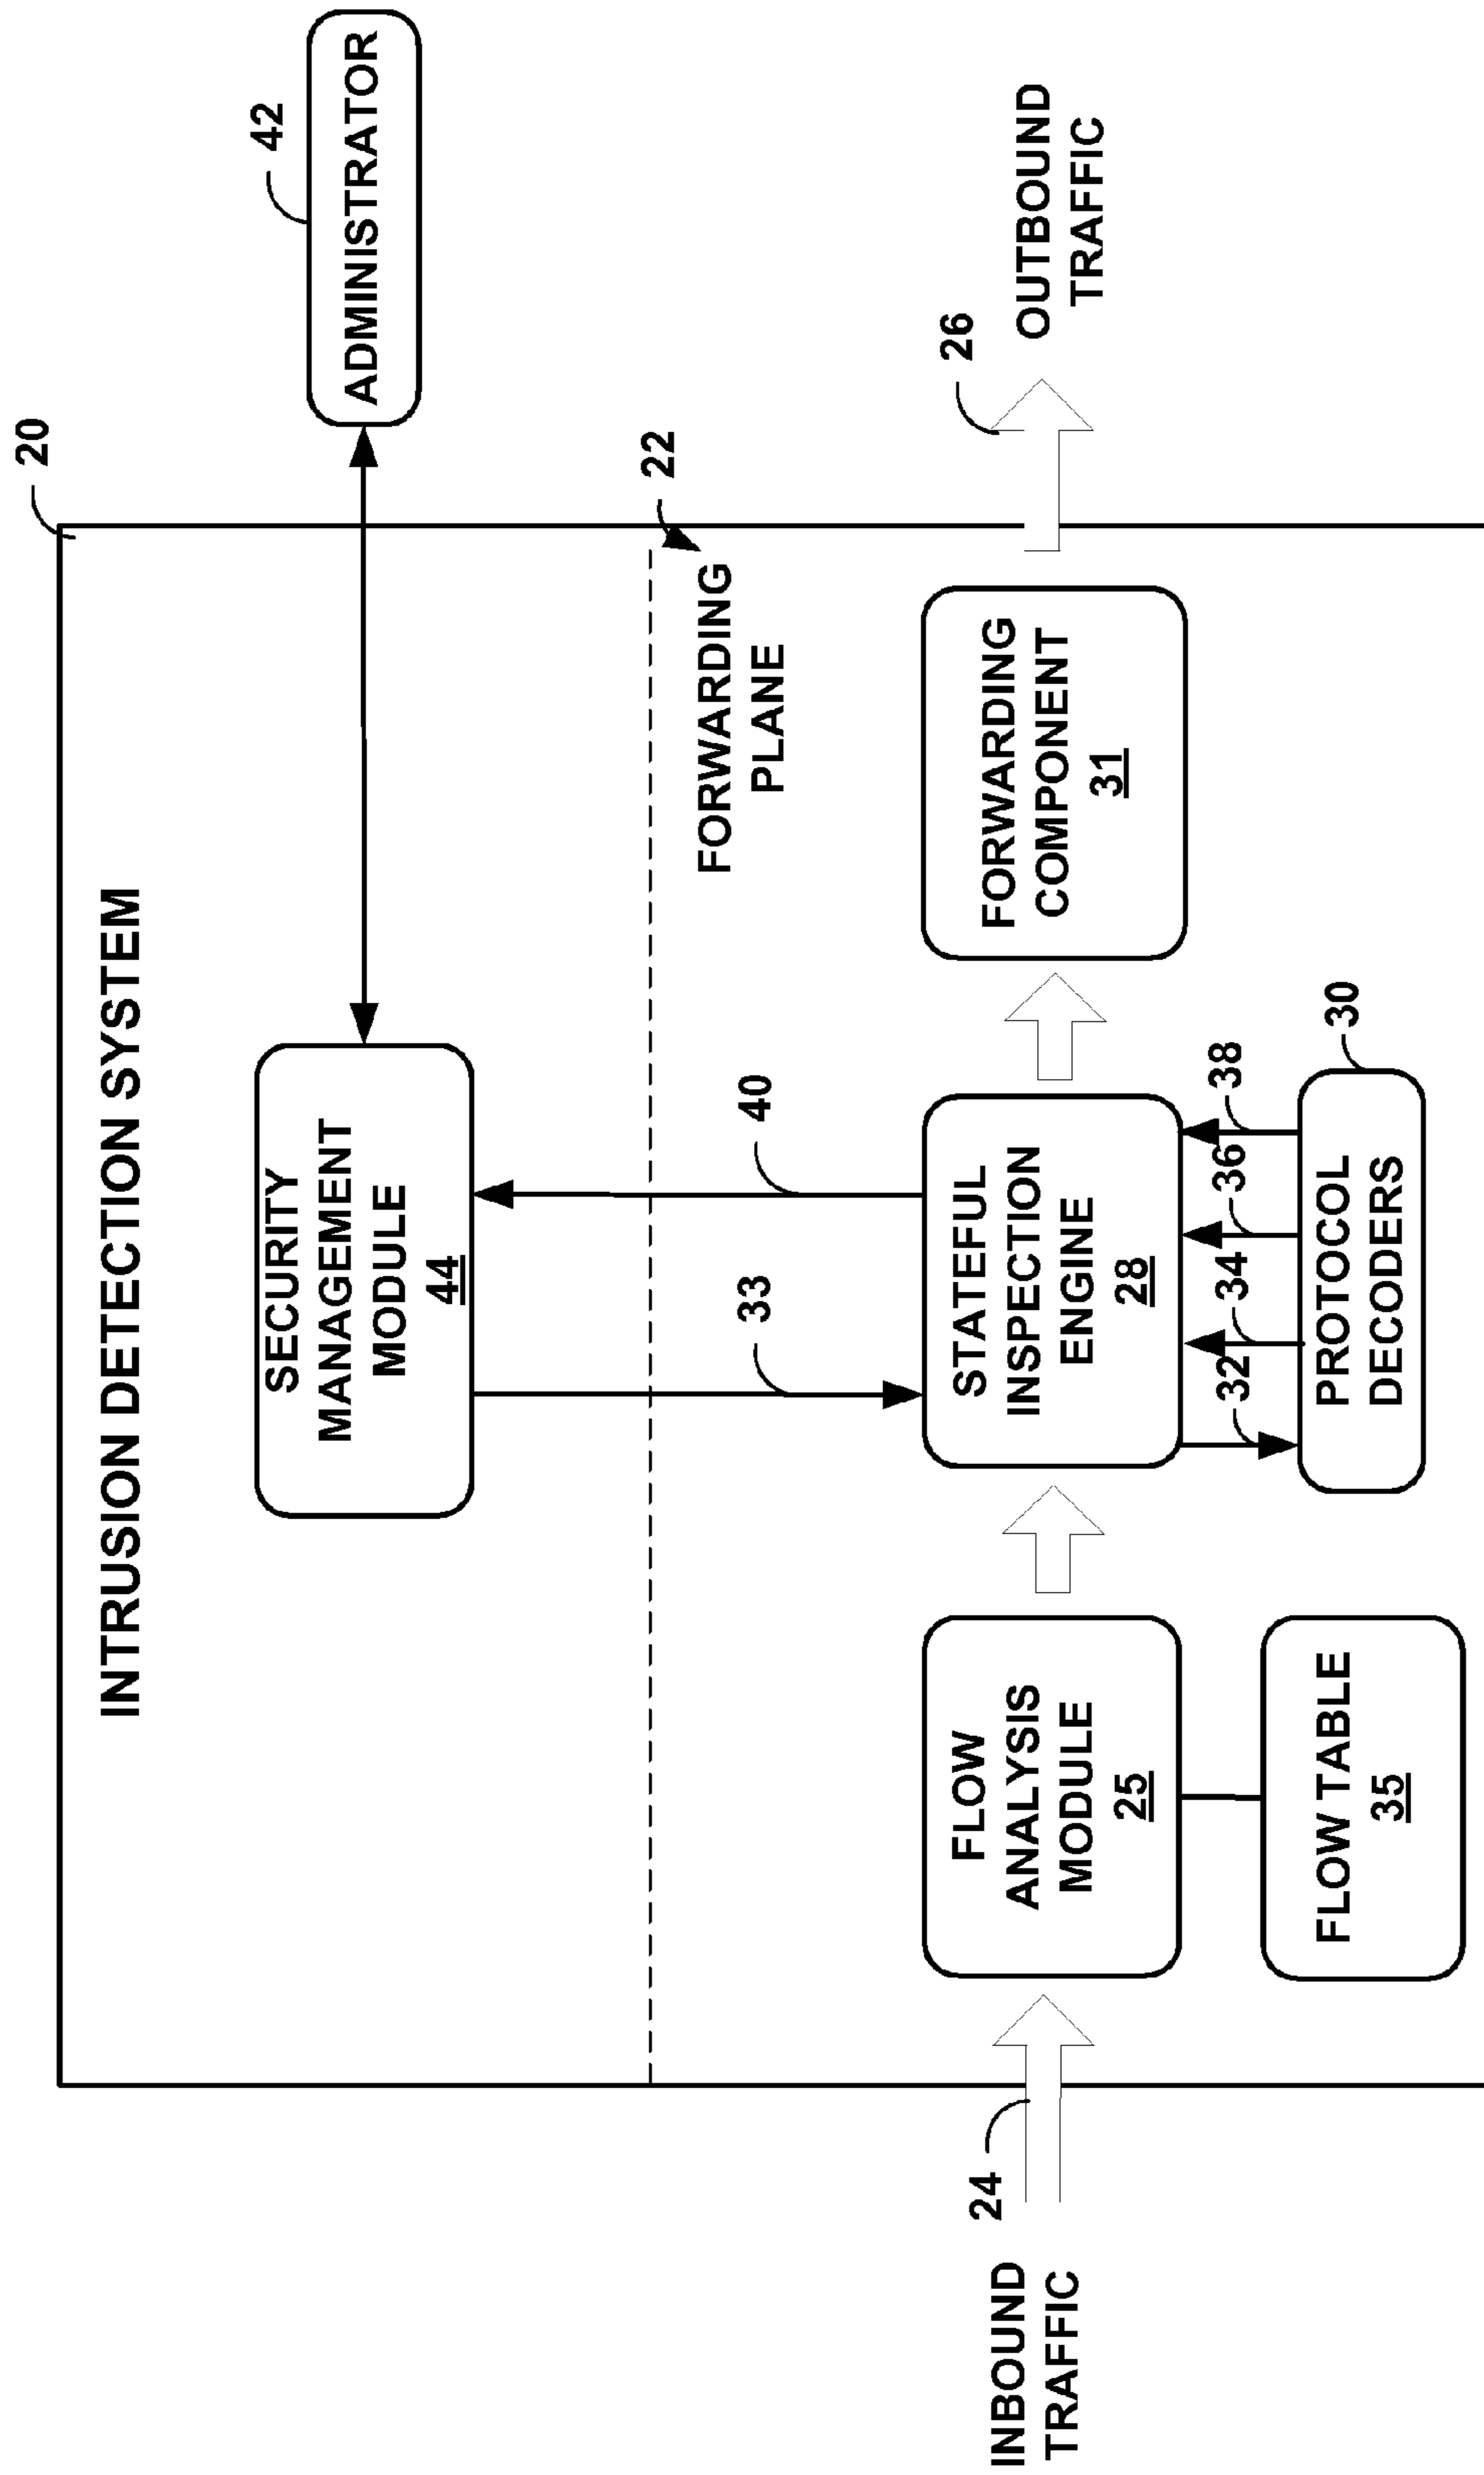 20
INTRUSION DETECTION SYSTEM
42
ADMINISTRATOR
SECURITY
MANAGEMENT
MODULE
44
22
FORWARDING
PLANE
33
40
INBOUND
TRAFFIC
24
FLOW
ANALYSIS
MODULE
25
FLOW TABLE
35
STATEFUL
INSPECTION
ENGINE
28
32
34
36
38
30
PROTOCOL
DECODERS
FORWARDING
COMPONENT
31
26
OUTBOUND
TRAFFIC